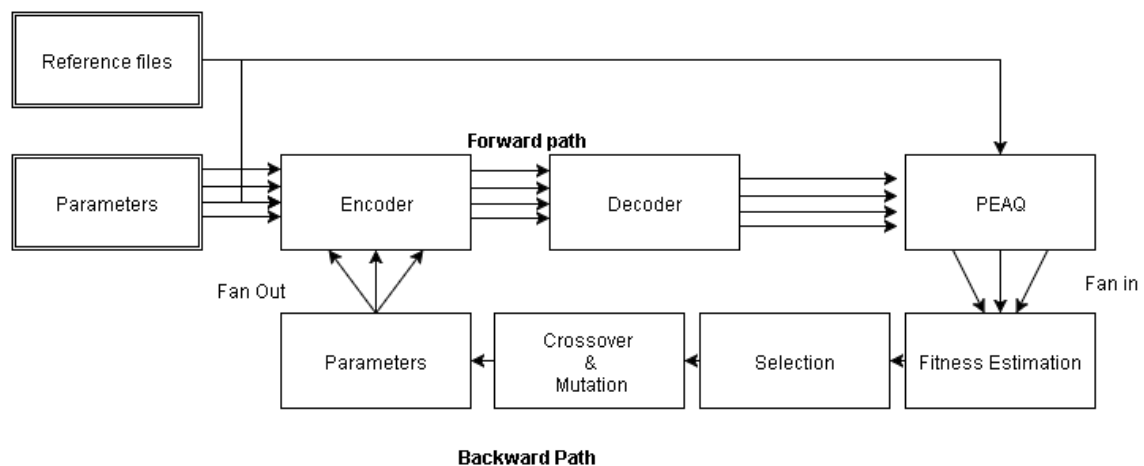 Reference files
Forward path
Parameters
Encoder
Decoder
PEAQ
Fan Out
Fan in
Parameters
Crossover
&
Mutation
Selection
Fitness Estimation
Backward Path